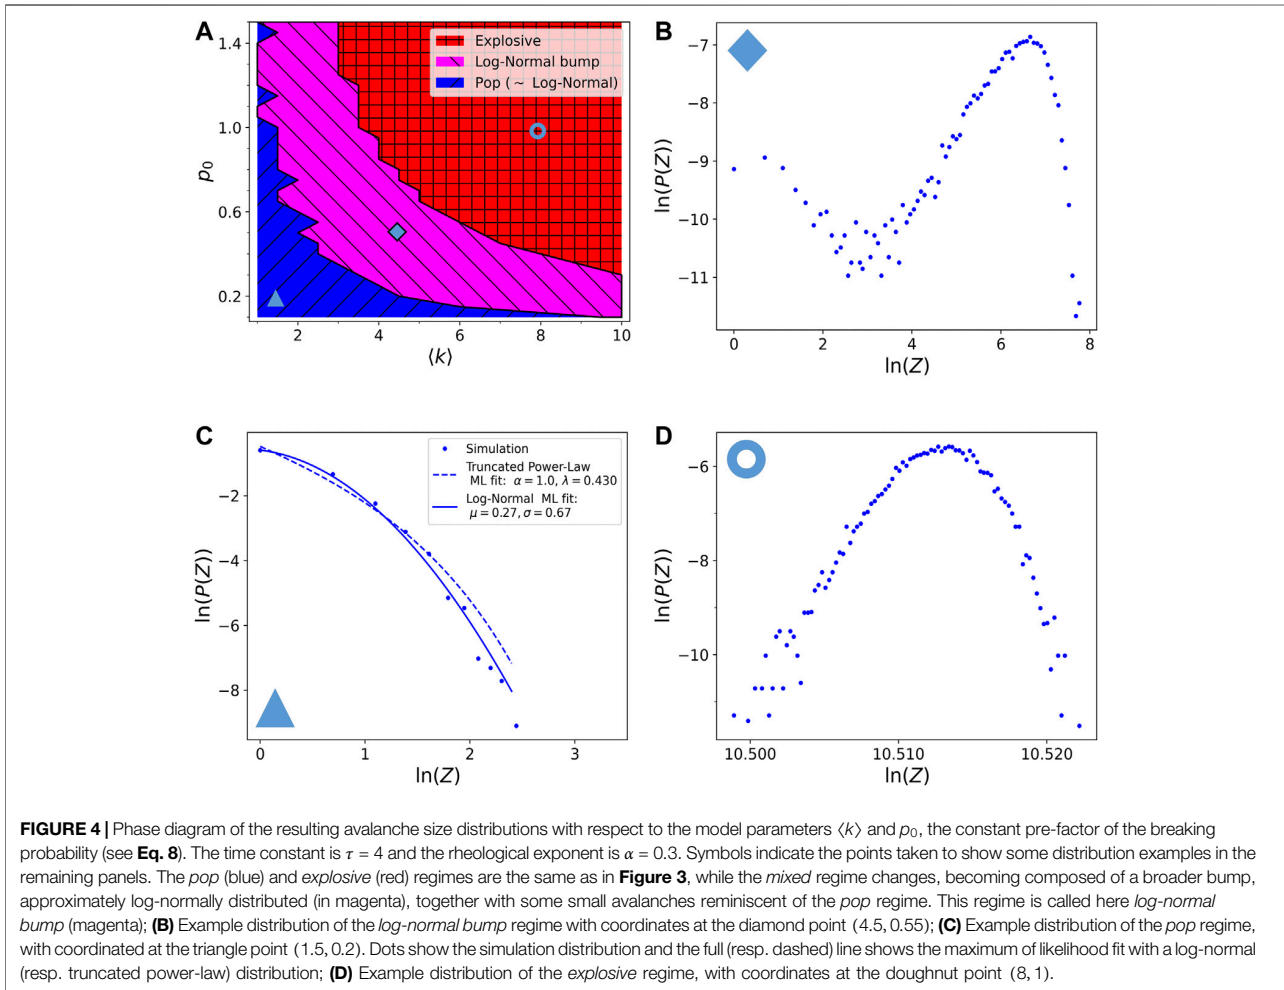 A
Explosive
Log-Normal bump
Pop ( ~ Log-Normal)
1.4
1.0
0.6
0.2
p0
2
4
6
8
10
⟨k⟩
B
−7
−8
−9
−10
−11
ln(P(Z))
0
2
4
6
8
ln(Z)
C
Simulation
Truncated Power-Law
ML fit: α = 1.0, λ = 0.430
Log-Normal ML fit:
μ = 0.27, σ = 0.67
−2
−4
−6
−8
ln(P(Z))
0
1
2
3
ln(Z)
D
−6
−8
−10
ln(P(Z))
10.500
10.510
10.520
ln(Z)
FIGURE 4 | Phase diagram of the resulting avalanche size distributions with respect to the model parameters ⟨k⟩ and p0, the constant pre-factor of the breaking
probability (see Eq. 8). The time constant is τ = 4 and the rheological exponent is α = 0.3. Symbols indicate the points taken to show some distribution examples in the
remaining panels. The pop (blue) and explosive (red) regimes are the same as in Figure 3, while the mixed regime changes, becoming composed of a broader bump,
approximately log-normally distributed (in magenta), together with some small avalanches reminiscent of the pop regime. This regime is called here log-normal
bump (magenta); (B) Example distribution of the log-normal bump regime with coordinates at the diamond point (4.5, 0.55); (C) Example distribution of the pop regime,
with coordinated at the triangle point (1.5, 0.2). Dots show the simulation distribution and the full (resp. dashed) line shows the maximum of likelihood fit with a log-normal
(resp. truncated power-law) distribution; (D) Example distribution of the explosive regime, with coordinates at the doughnut point (8, 1).